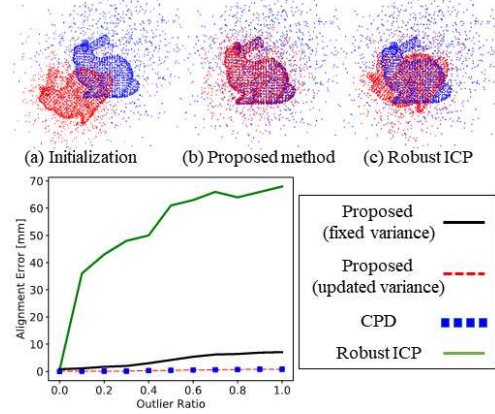 (a) Initialization (b) Proposed method (c) Robust ICP
70
60
50
40
30
20
10
0
Alignment Error [mm]
0.0 0.2 0.4 0.6 0.8 1.0
Outlier Ratio
Proposed
(fixed variance)
Proposed
(updated variance)
CPD
Robust ICP